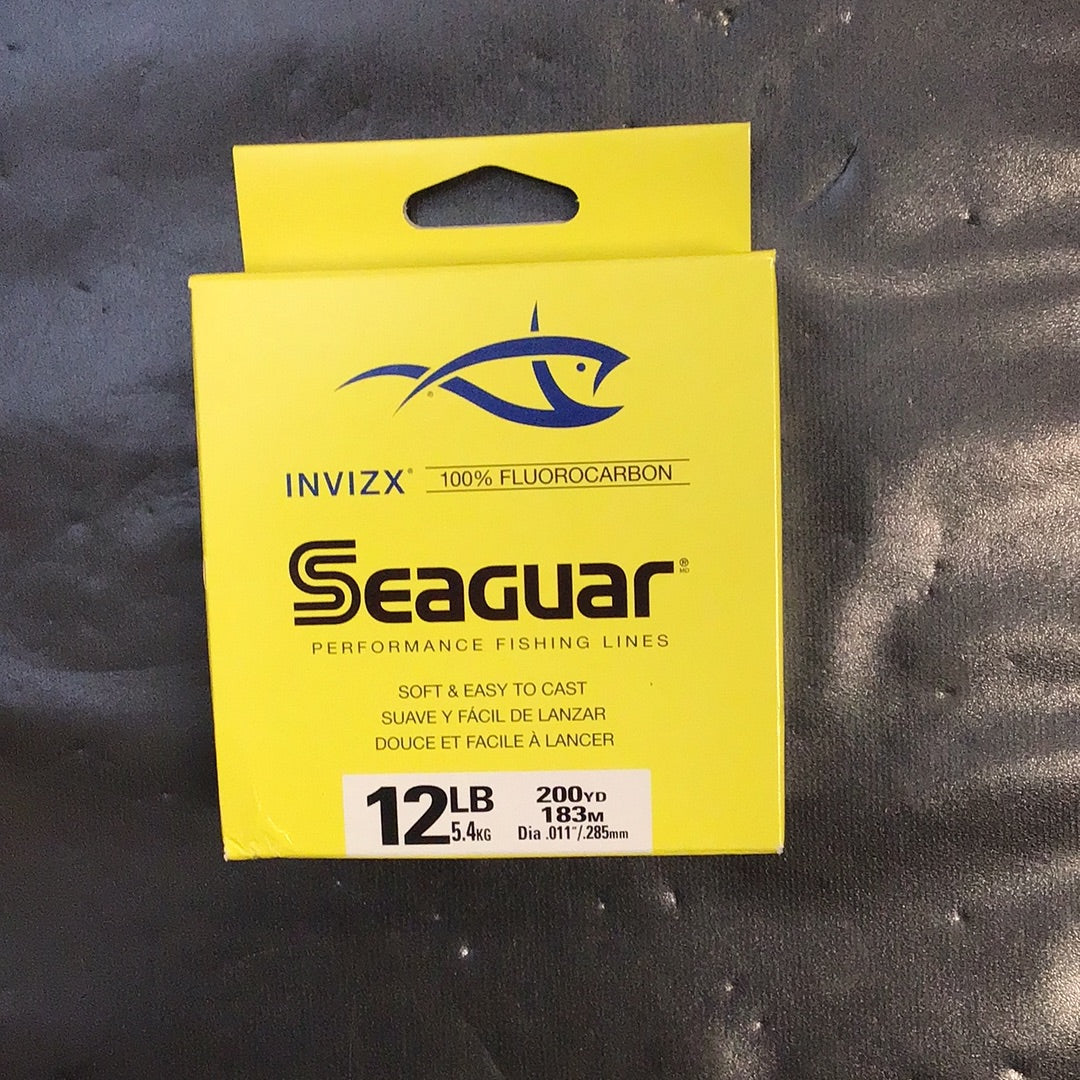 INVIZX® 100% FLUOROCARBON
SEAGUAR® MD
PERFORMANCE FISHING LINES
SOFT & EASY TO CAST
SUAVE Y FÁCIL DE LANZAR
DOUCE ET FACILE À LANCER
12LB 5.4KG
200YD
183M
Dia .011"/.285mm